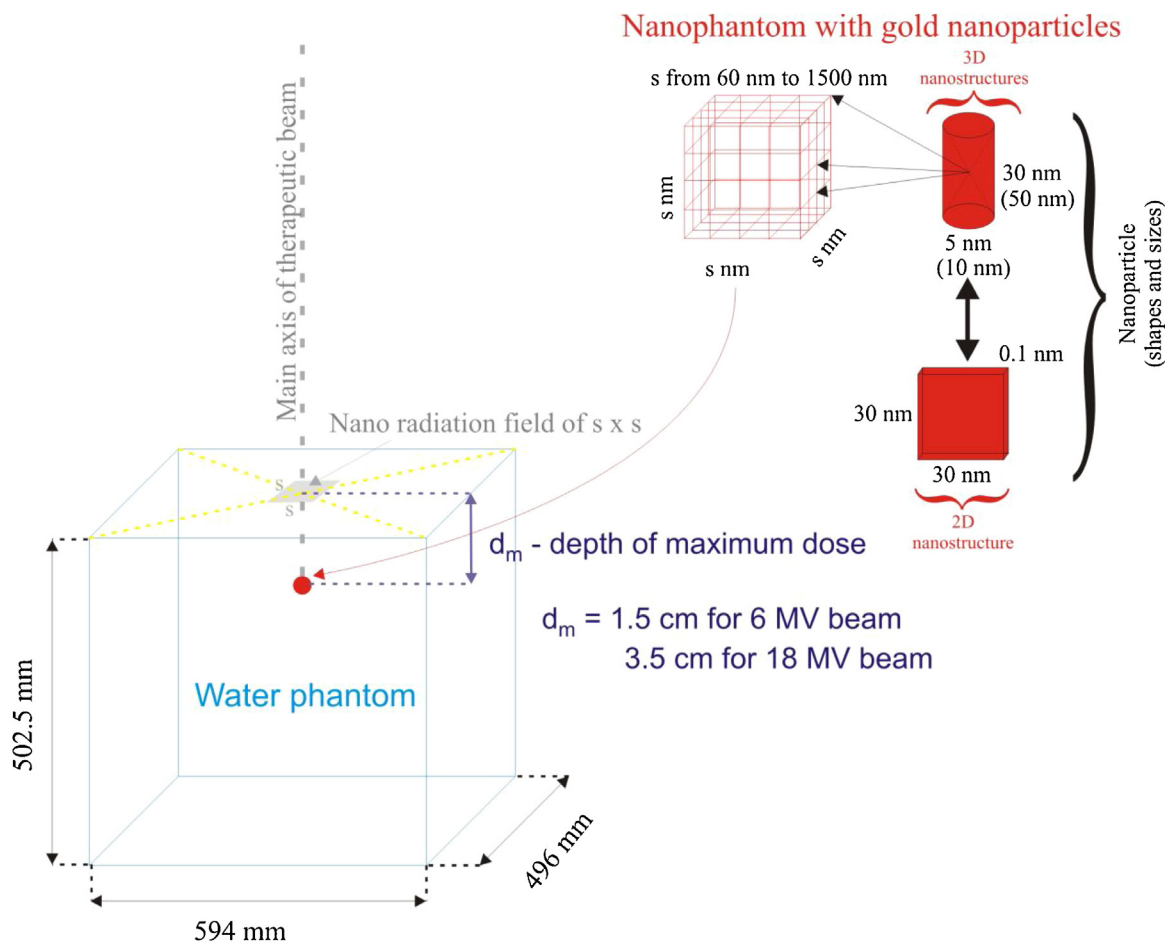 Nanophantom with gold nanoparticles
3D
nanostructures
s from 60 nm to 1500 nm
s nm
s nm
s nm
30 nm
(50 nm)
5 nm
(10 nm)
Nanoparticle
(shapes and sizes)
0.1 nm
30 nm
30 nm
2D
nanostructure
Main axis of therapeutic beam
Nano radiation field of s x s
s
s
dm - depth of maximum dose
dm = 1.5 cm for 6 MV beam
3.5 cm for 18 MV beam
Water phantom
502.5 mm
496 mm
594 mm